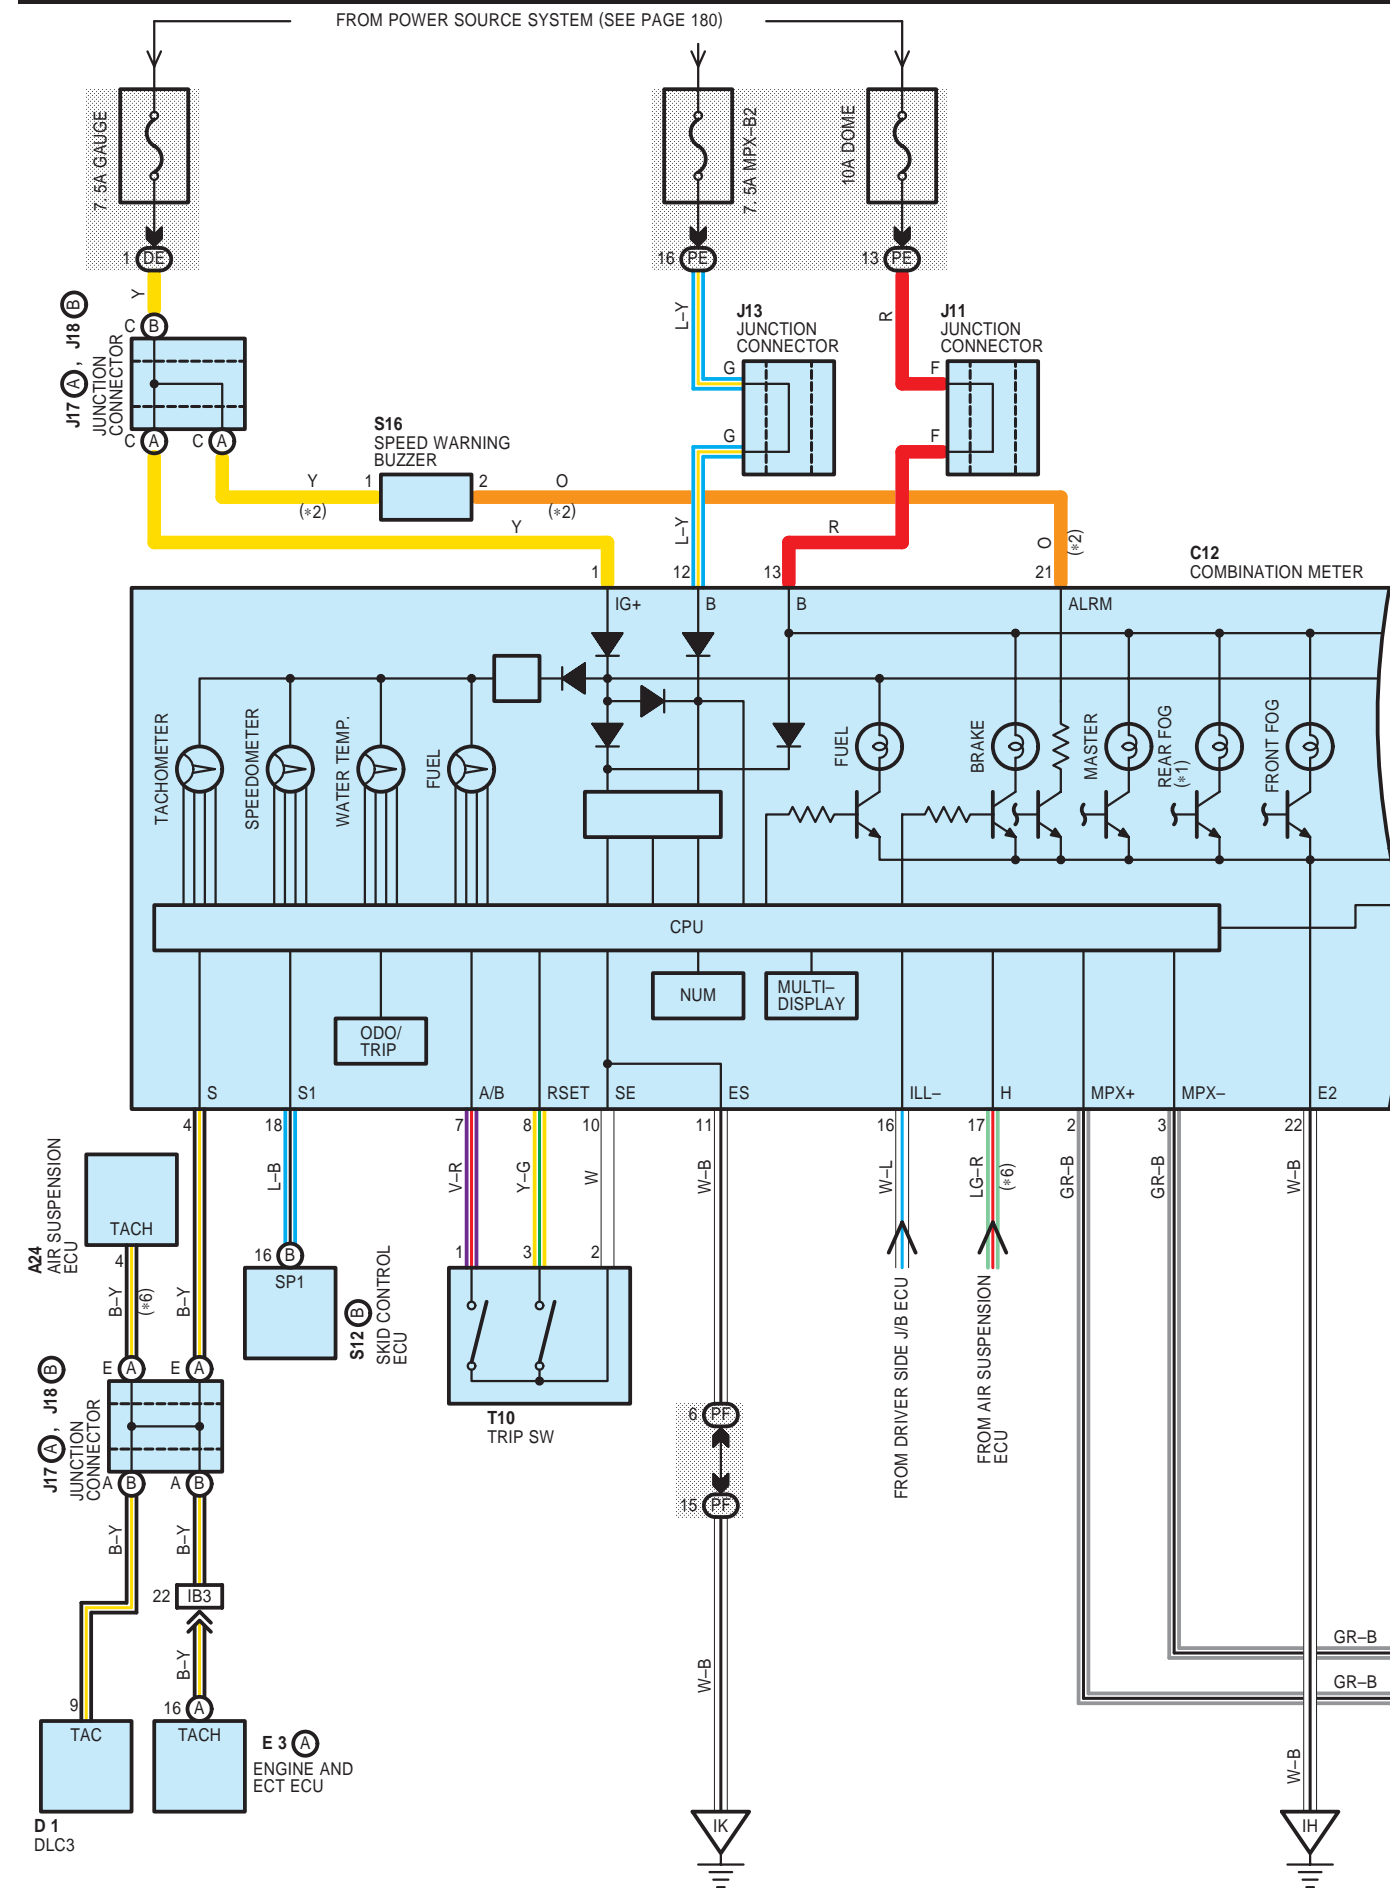 FROM POWER SOURCE SYSTEM (SEE PAGE 180)
7. 5A GAUGE
7. 5A MPX–B2
10A DOME
1 DE
16 PE
13 PE
Y
L–Y
R
J17 A , J18 B
JUNCTION
CONNECTOR
C B
C A
C A
J13
JUNCTION
CONNECTOR
G
G
J11
JUNCTION
CONNECTOR
F
F
S16
SPEED WARNING
BUZZER
Y
(*2)
1
2
O
(*2)
Y
L–Y
R
O
(*2)
C12
COMBINATION METER
1
12
13
21
IG+
B
B
ALRM
TACHOMETER
SPEEDOMETER
WATER TEMP.
FUEL
FUEL
BRAKE
MASTER
REAR FOG
(*1)
FRONT FOG
CPU
NUM
MULTI–
DISPLAY
ODO/
TRIP
S
S1
A/B
RSET
SE
ES
ILL–
H
MPX+
MPX–
E2
4
18
7
8
10
11
16
17
2
3
22
L–B
V–R
Y–G
W
W–B
W–L
LG–R
(*6)
GR–B
GR–B
W–B
A24
AIR SUSPENSION
ECU
TACH
4
B–Y
(*6)
B–Y
16 B
SP1
S12 B
SKID CONTROL
ECU
1
3
2
T10
TRIP SW
FROM DRIVER SIDE J/B ECU
FROM AIR SUSPENSION
ECU
E A
E A
J17 A , J18 B
JUNCTION
CONNECTOR
A B
A B
6 PF
15 PF
B–Y
B–Y
22 IB3
B–Y
W–B
GR–B
GR–B
9
TAC
16 A
TACH
E 3 A
ENGINE AND
ECT ECU
D 1
DLC3
W–B
IK
IH